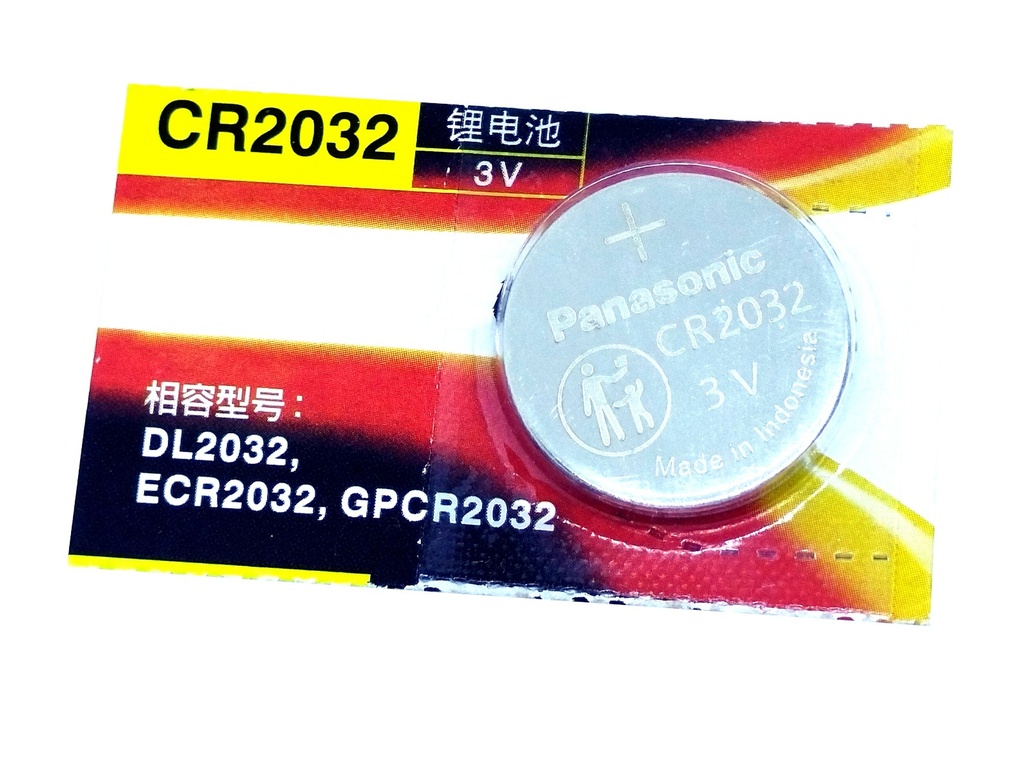 CR2032
锂电池
3V
相容型号：
DL2032,
ECR2032, GPCR2032
+
Panasonic
CR2032
3V
Made in Indonesia